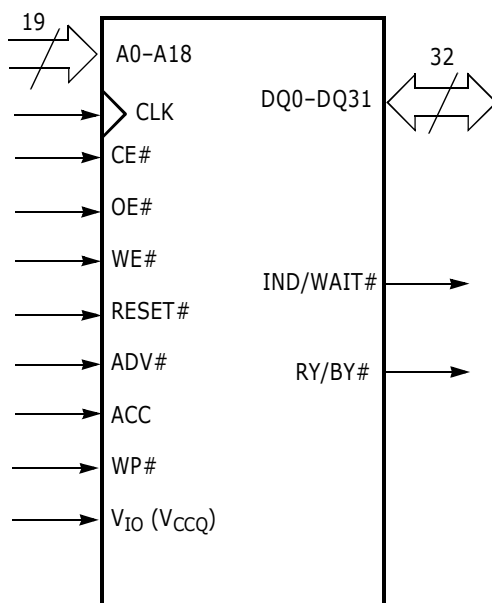 19
A0–A18
CLK
CE#
OE#
WE#
RESET#
ADV#
ACC
WP#
VIO (VCCQ)
32
DQ0–DQ31
IND/WAIT#
RY/BY#